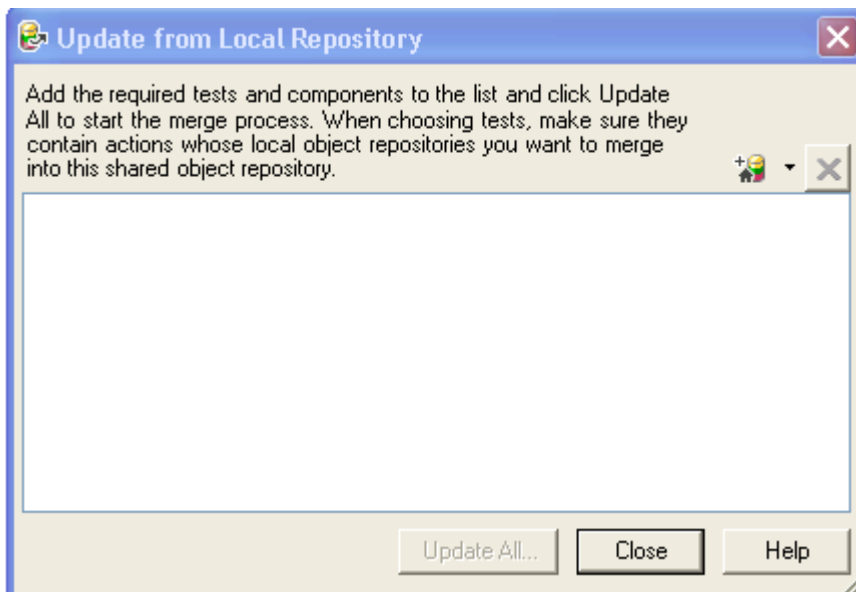 Update from Local Repository
Add the required tests and components to the list and click Update
All to start the merge process. When choosing tests, make sure they
contain actions whose local object repositories you want to merge
into this shared object repository.
Update All... Close Help